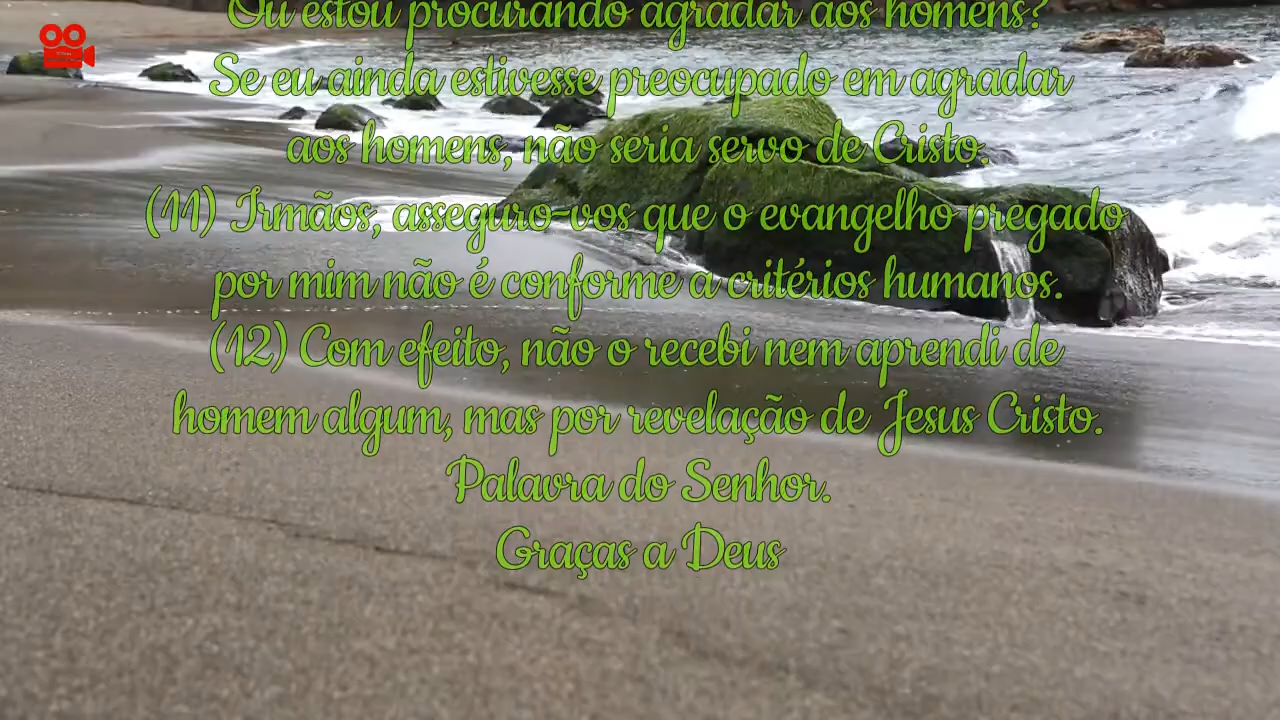 Ou estou procurando agradar aos homens?
Se eu ainda estivesse preocupado em agradar
aos homens, não seria servo de Cristo.
(11) Irmãos, asseguro-vos que o evangelho pregado
por mim não é conforme a critérios humanos.
(12) Com efeito, não o recebi nem aprendi de
homem algum, mas por revelação de Jesus Cristo.
Palavra do Senhor.
Graças a Deus